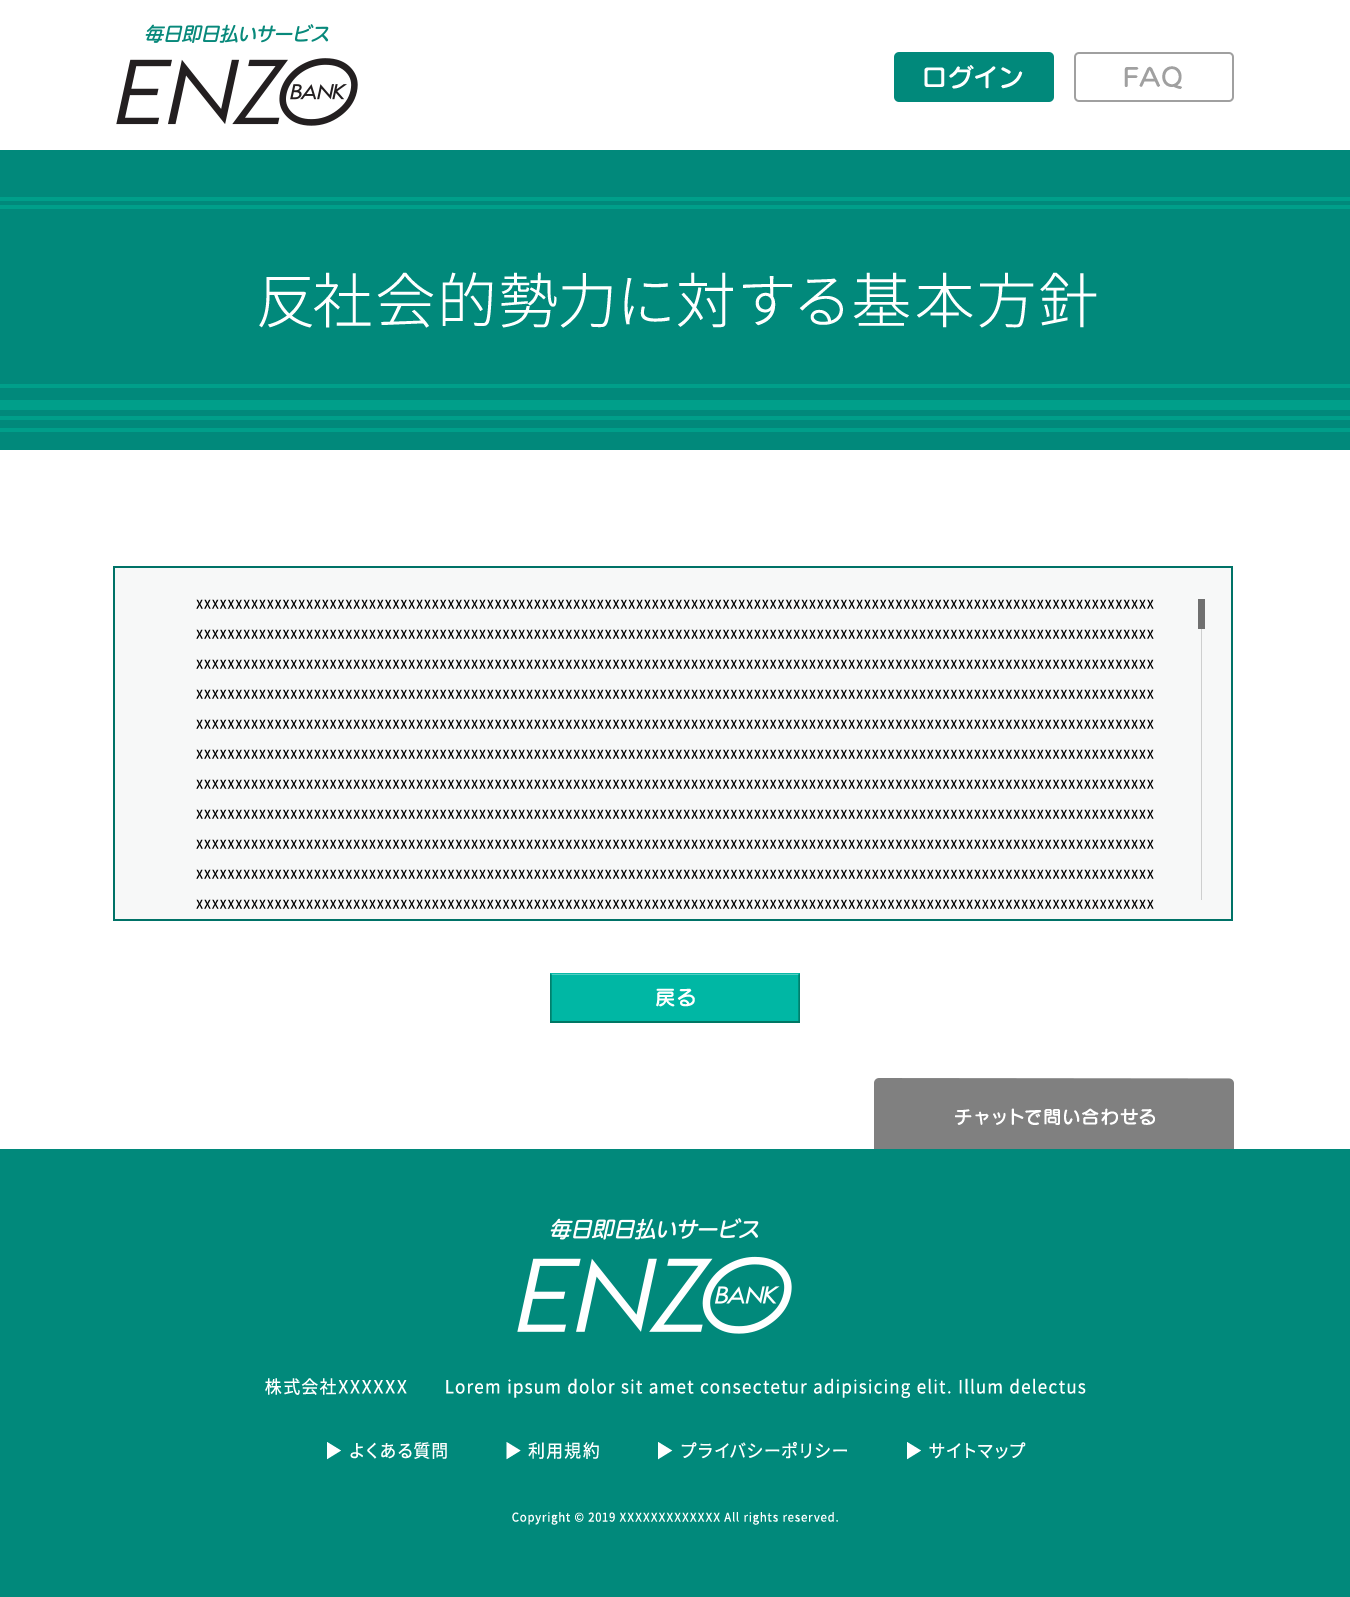 毎日即日払いサービス
ENZO BANK
ログイン
FAQ
反社会的勢力に対する基本方針
XXXXXXXXXXXXXXXXXXXXXXXXXXXXXXXXXXXXXXXXXXXXXXXXXXXXXXXXXXXXXXXXXXXXXXXXXXXXXXXXXXXXXXXXXXXXXXXXXXXXXXXXXXXXXXXXXXXXXXXXXX
XXXXXXXXXXXXXXXXXXXXXXXXXXXXXXXXXXXXXXXXXXXXXXXXXXXXXXXXXXXXXXXXXXXXXXXXXXXXXXXXXXXXXXXXXXXXXXXXXXXXXXXXXXXXXXXXXXXXXXXXXX
XXXXXXXXXXXXXXXXXXXXXXXXXXXXXXXXXXXXXXXXXXXXXXXXXXXXXXXXXXXXXXXXXXXXXXXXXXXXXXXXXXXXXXXXXXXXXXXXXXXXXXXXXXXXXXXXXXXXXXXXXX
XXXXXXXXXXXXXXXXXXXXXXXXXXXXXXXXXXXXXXXXXXXXXXXXXXXXXXXXXXXXXXXXXXXXXXXXXXXXXXXXXXXXXXXXXXXXXXXXXXXXXXXXXXXXXXXXXXXXXXXXXX
XXXXXXXXXXXXXXXXXXXXXXXXXXXXXXXXXXXXXXXXXXXXXXXXXXXXXXXXXXXXXXXXXXXXXXXXXXXXXXXXXXXXXXXXXXXXXXXXXXXXXXXXXXXXXXXXXXXXXXXXXX
XXXXXXXXXXXXXXXXXXXXXXXXXXXXXXXXXXXXXXXXXXXXXXXXXXXXXXXXXXXXXXXXXXXXXXXXXXXXXXXXXXXXXXXXXXXXXXXXXXXXXXXXXXXXXXXXXXXXXXXXXX
XXXXXXXXXXXXXXXXXXXXXXXXXXXXXXXXXXXXXXXXXXXXXXXXXXXXXXXXXXXXXXXXXXXXXXXXXXXXXXXXXXXXXXXXXXXXXXXXXXXXXXXXXXXXXXXXXXXXXXXXXX
XXXXXXXXXXXXXXXXXXXXXXXXXXXXXXXXXXXXXXXXXXXXXXXXXXXXXXXXXXXXXXXXXXXXXXXXXXXXXXXXXXXXXXXXXXXXXXXXXXXXXXXXXXXXXXXXXXXXXXXXXX
XXXXXXXXXXXXXXXXXXXXXXXXXXXXXXXXXXXXXXXXXXXXXXXXXXXXXXXXXXXXXXXXXXXXXXXXXXXXXXXXXXXXXXXXXXXXXXXXXXXXXXXXXXXXXXXXXXXXXXXXXX
XXXXXXXXXXXXXXXXXXXXXXXXXXXXXXXXXXXXXXXXXXXXXXXXXXXXXXXXXXXXXXXXXXXXXXXXXXXXXXXXXXXXXXXXXXXXXXXXXXXXXXXXXXXXXXXXXXXXXXXXXX
XXXXXXXXXXXXXXXXXXXXXXXXXXXXXXXXXXXXXXXXXXXXXXXXXXXXXXXXXXXXXXXXXXXXXXXXXXXXXXXXXXXXXXXXXXXXXXXXXXXXXXXXXXXXXXXXXXXXXXXXXX
戻る
チャットで問い合わせる
毎日即日払いサービス
ENZO BANK
株式会社XXXXXX Lorem ipsum dolor sit amet consectetur adipisicing elit. Illum delectus
▶ よくある質問 ▶ 利用規約 ▶ プライバシーポリシー ▶ サイトマップ
Copyright © 2019 XXXXXXXXXXXXX All rights reserved.